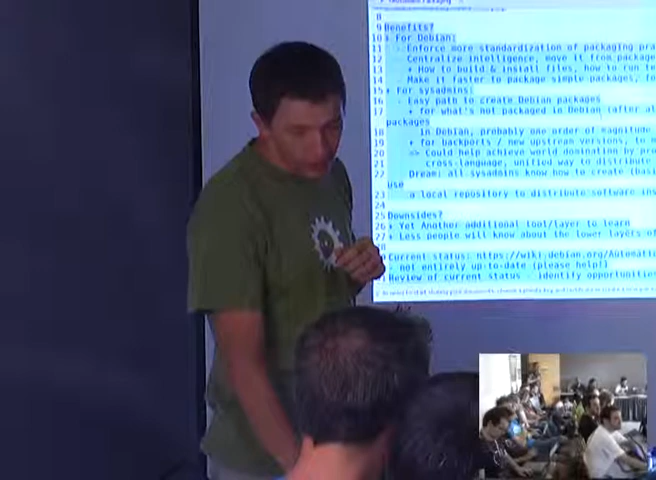 8
9 Benefits?
10 * For Debian:
11 - Enforce more standardization of packaging pra
12 - Centralize intelligence, move it from packag
13 + How to build & install files, how to run te
14 - Make it faster to package simple packages, fo
15 * For sysadmins:
16 - Easy path to create Debian packages
17 + for what's not packaged in Debian (after al
packages
18 in Debian, probably one order of magnitude
19 + for backports / new upstream versions, to
20 => Could help achieve world domination by pro
21 cross-language, unified way to distribute
22 Dream: all sysadmins know how to create (basi
use
23 a local repository to distribute software ins
24
25 Downsides?
26 * Yet Another additional tool/layer to learn
27 * Less people will know about the lower layers of
28
Current status: https://wiki.debian.org/Automati
- not entirely up-to-date (please help!)
Review of current status - identify opportunities